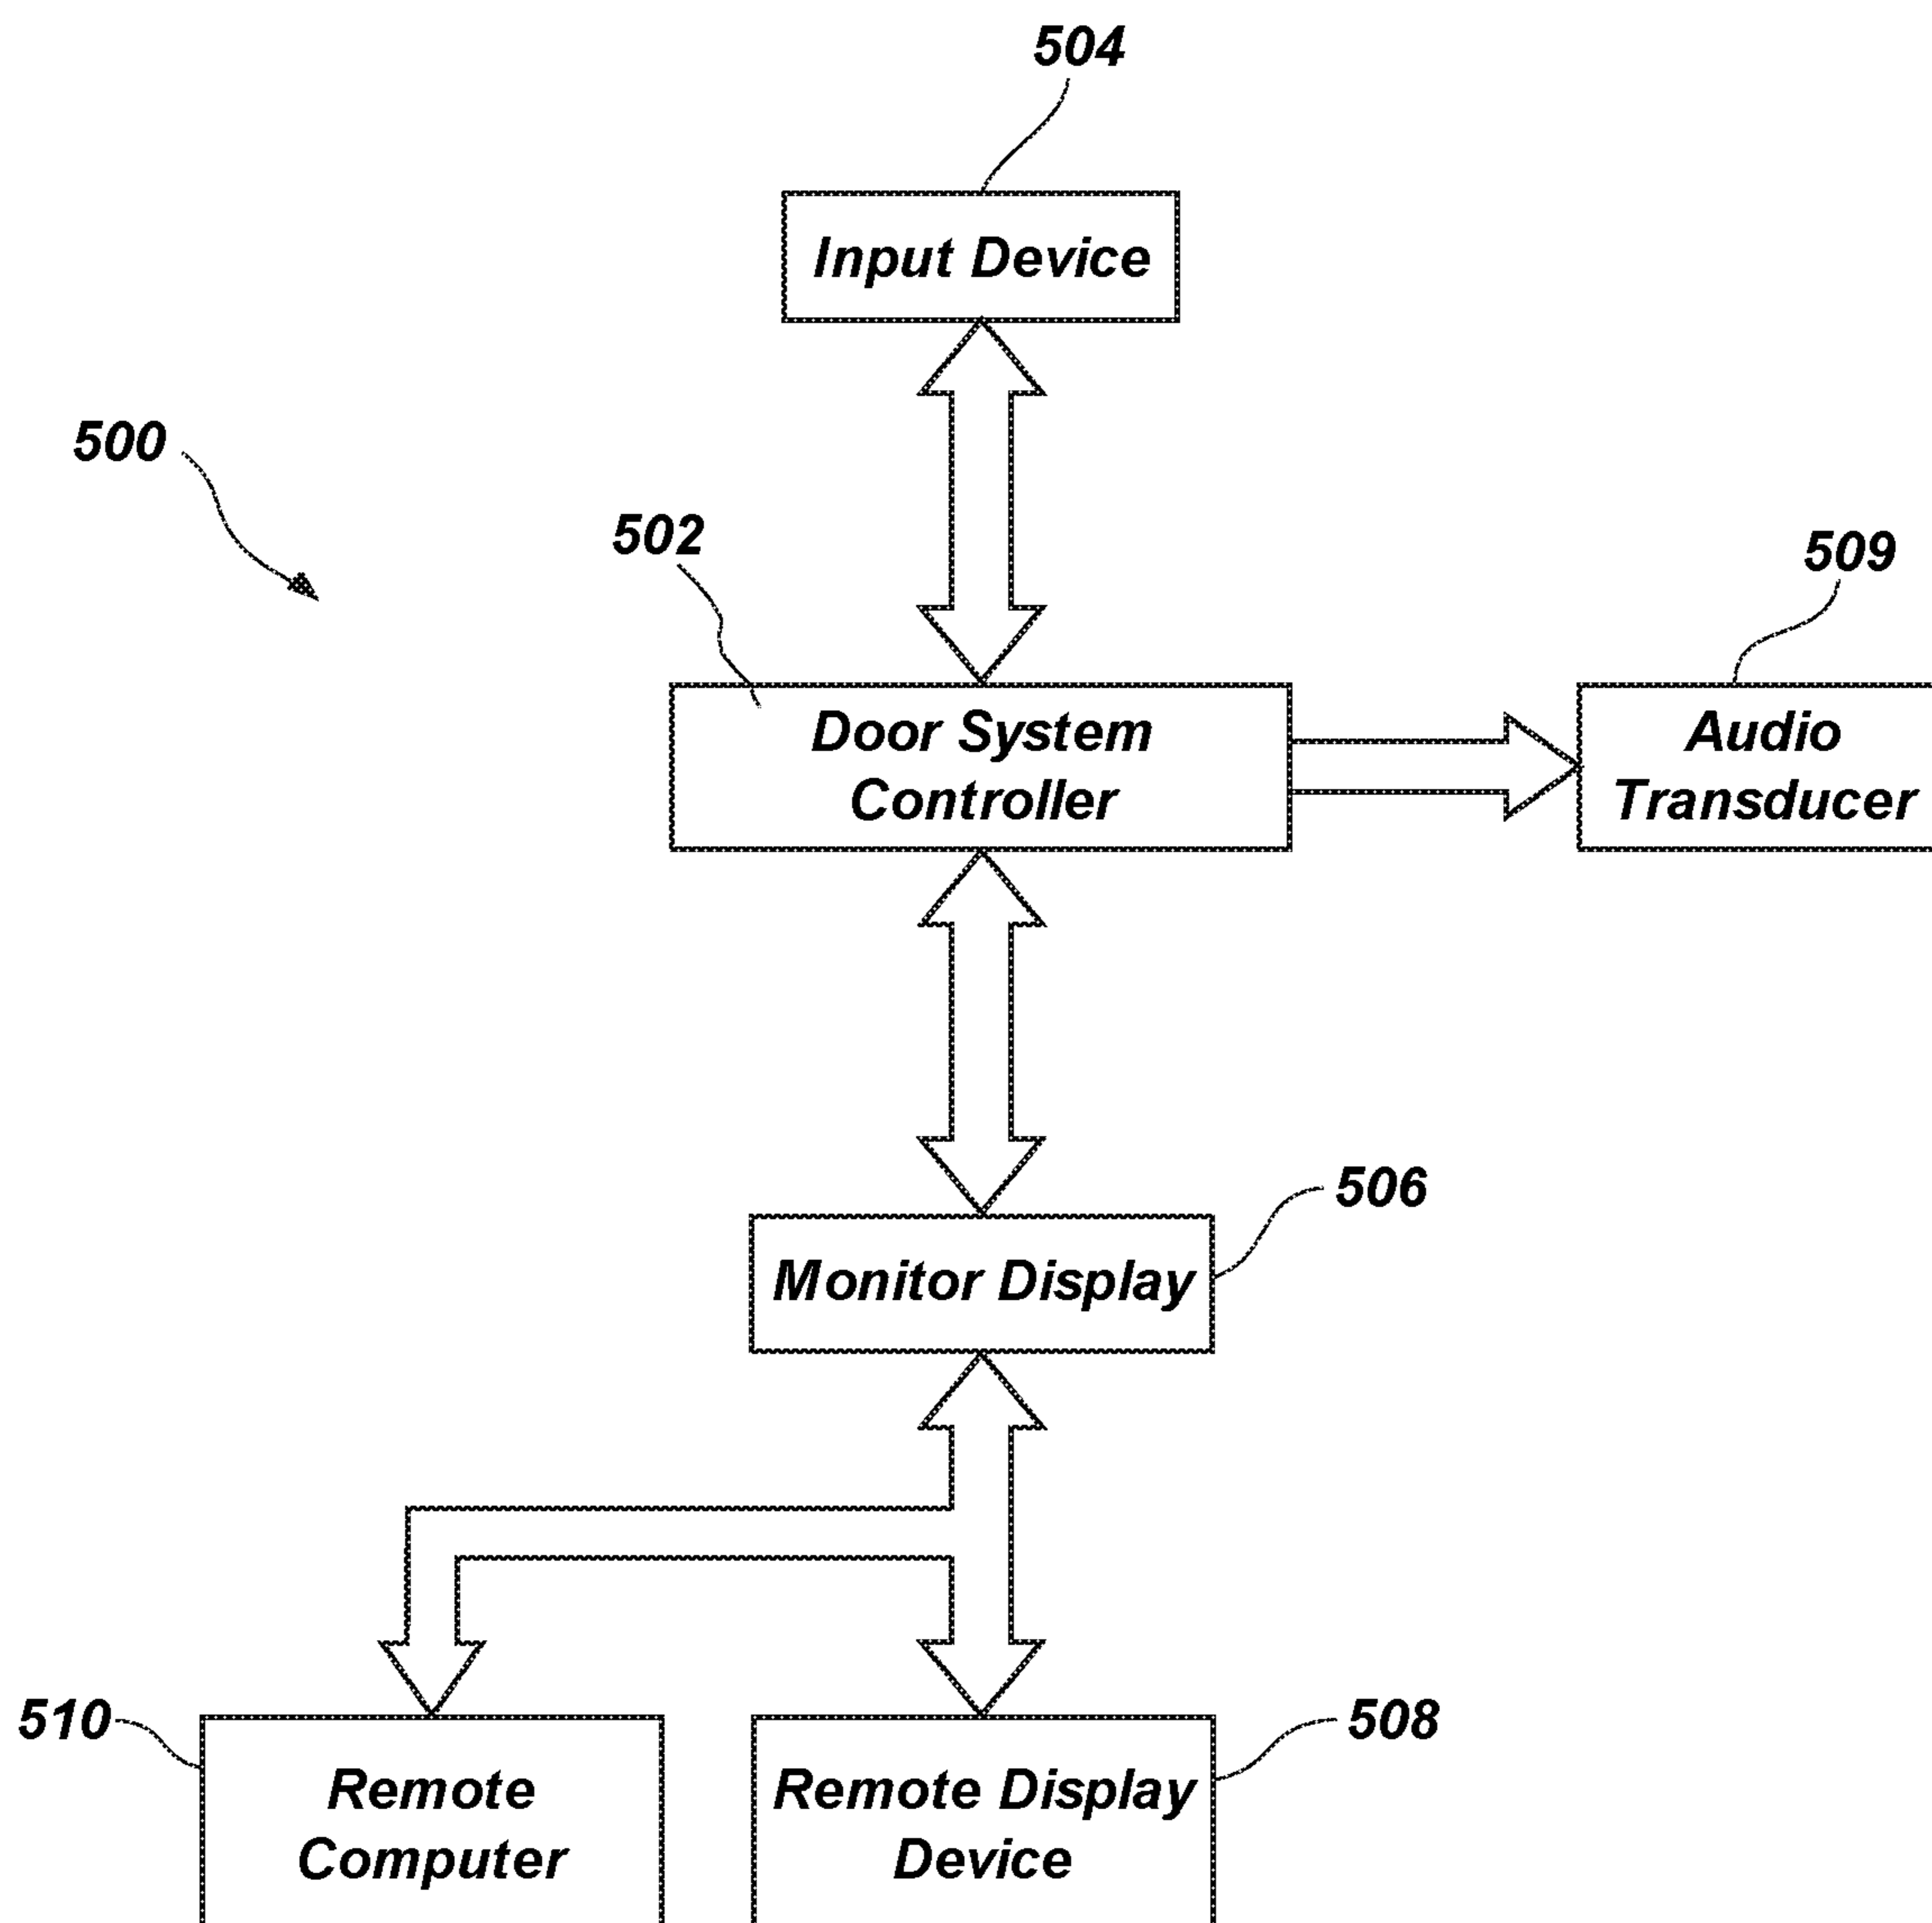 504
Input Device
500
502
509
Door System
Controller
Audio
Transducer
506
Monitor Display
510
508
Remote
Computer
Remote Display
Device